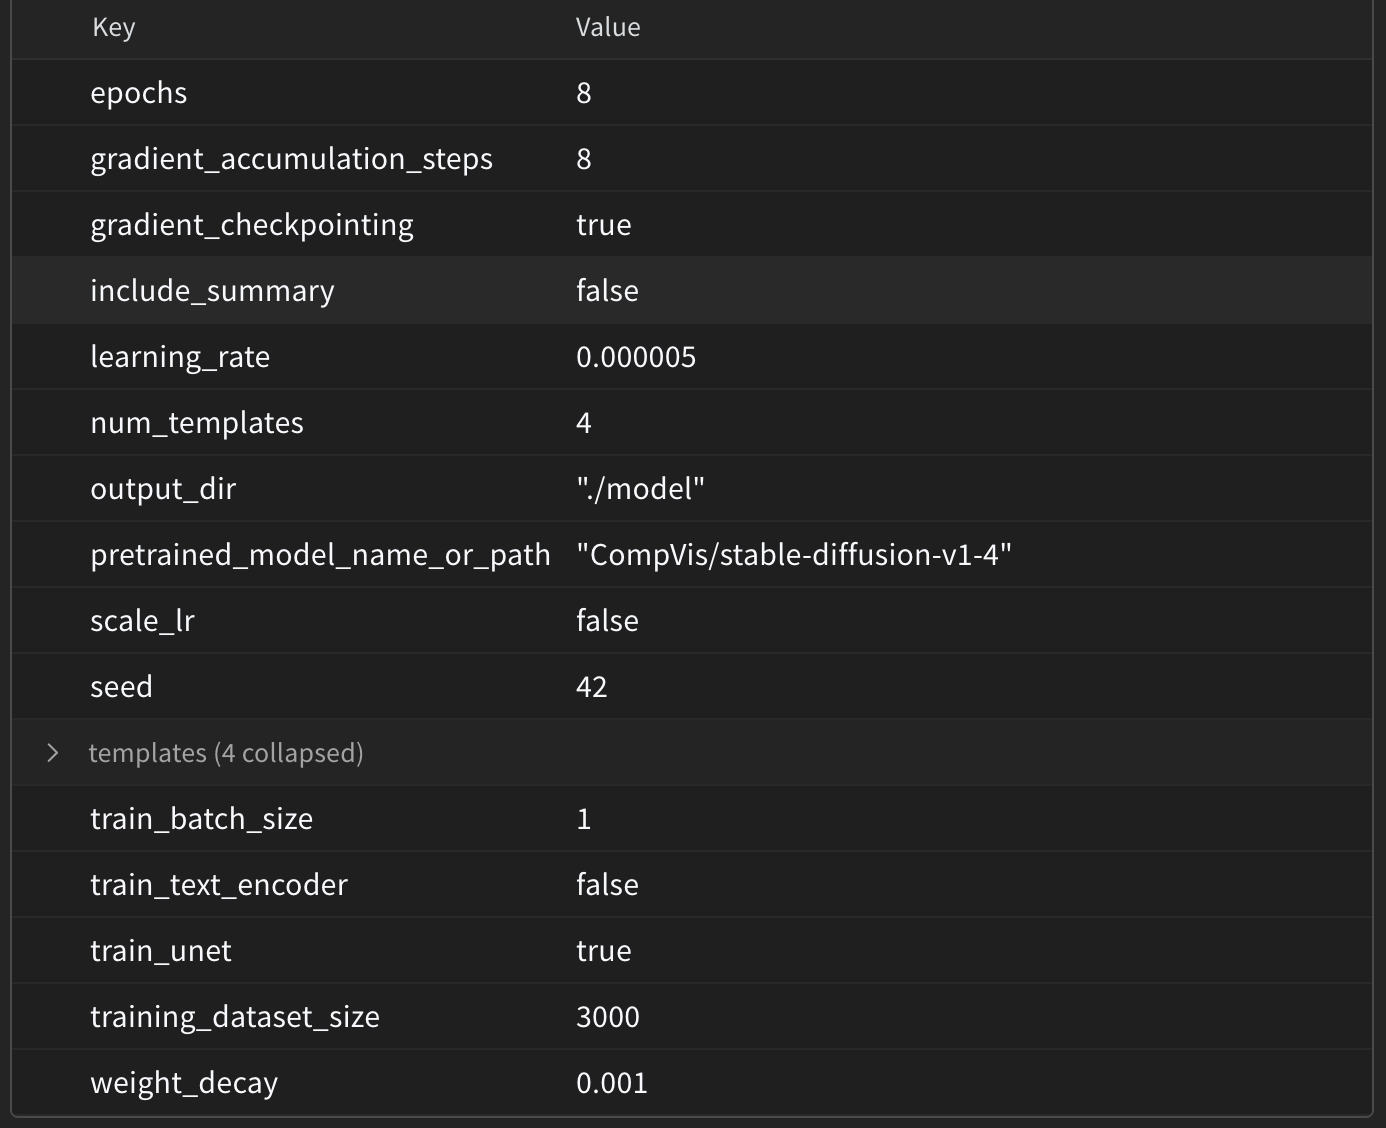 Key Value
epochs 8
gradient_accumulation_steps 8
gradient_checkpointing true
include_summary false
learning_rate 0.000005
num_templates 4
output_dir "./model"
pretrained_model_name_or_path "CompVis/stable-diffusion-v1-4"
scale_lr false
seed 42
templates (4 collapsed)
train_batch_size 1
train_text_encoder false
train_unet true
training_dataset_size 3000
weight_decay 0.001